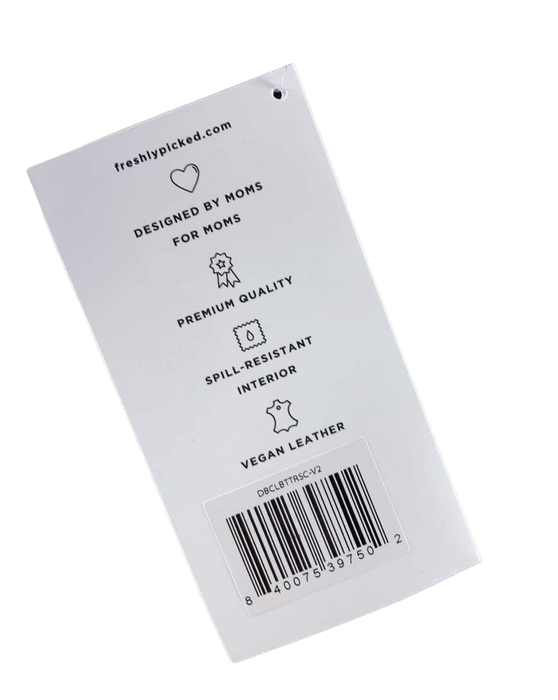 freshlypicked.com
DESIGNED BY MOMS
FOR MOMS
PREMIUM QUALITY
SPILL-RESISTANT
INTERIOR
VEGAN LEATHER
DBCLBTTRSC-V2
8 40075 39750 2